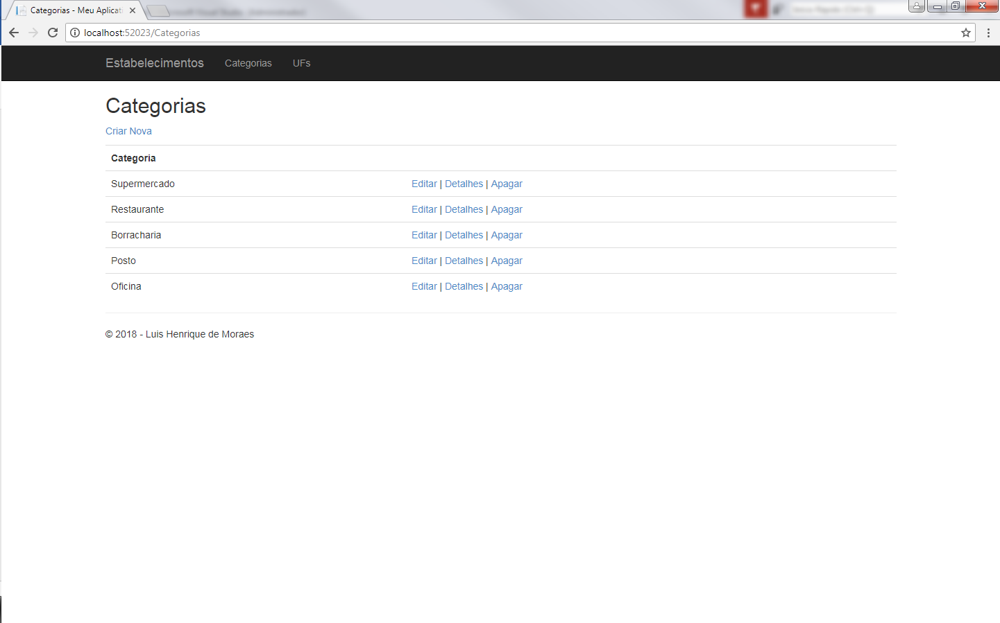 Categorias - Meu Aplicati
localhost:52023/Categorias
Estabelecimentos Categorias UFs
Categorias
Criar Nova
Categoria
Supermercado Editar | Detalhes | Apagar
Restaurante Editar | Detalhes | Apagar
Borracharia Editar | Detalhes | Apagar
Posto Editar | Detalhes | Apagar
Oficina Editar | Detalhes | Apagar
© 2018 - Luis Henrique de Moraes